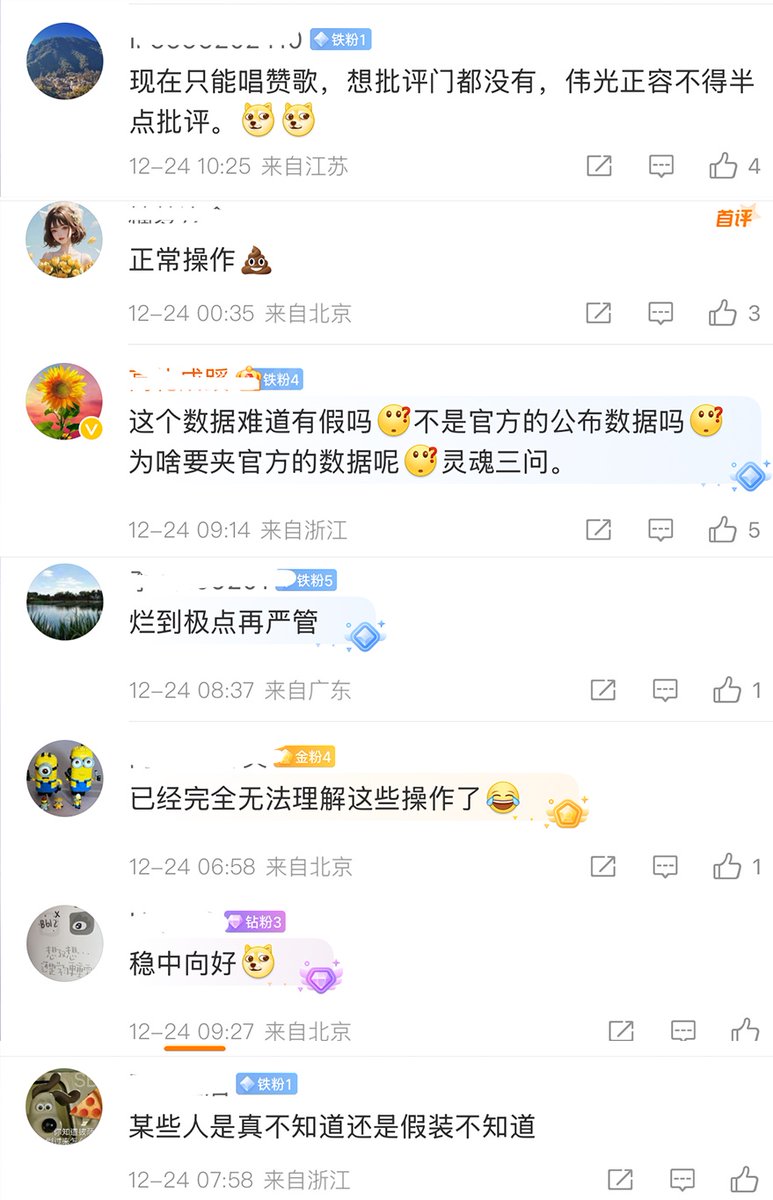 铁粉1
现在只能唱赞歌，想批评门都没有，伟光正容不得半
点批评。
12-24 10:25 来自江苏
4
首评
正常操作
12-24 00:35 来自北京
3
铁粉4
这个数据难道有假吗 不是官方的公布数据吗
为啥要夹官方的数据呢 灵魂三问。
12-24 09:14 来自浙江
5
铁粉5
烂到极点再严管
12-24 08:37 来自广东
1
金粉4
已经完全无法理解这些操作了
12-24 06:58 来自北京
1
钻粉3
稳中向好
12-24 09:27 来自北京
铁粉1
某些人是真不知道还是假装不知道
12-24 07:58 来自浙江